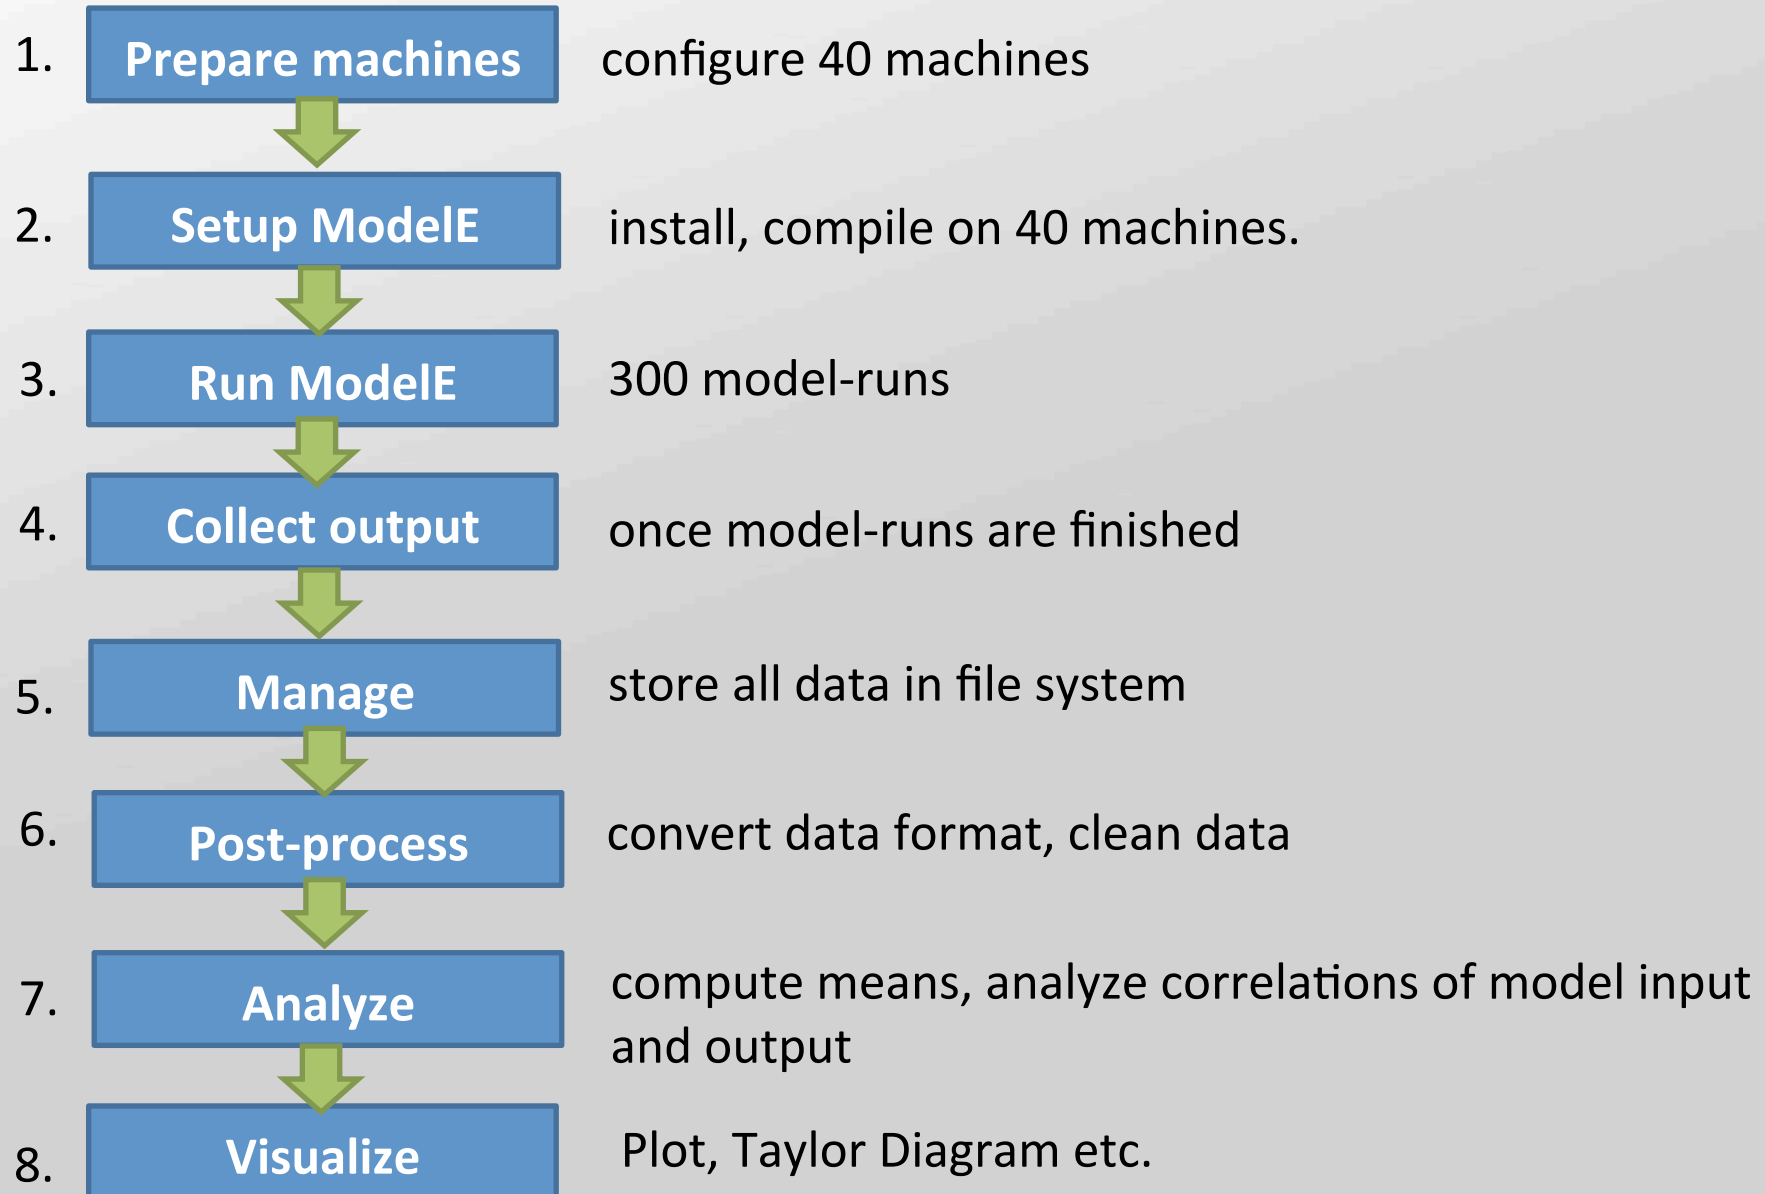 1. Prepare machines configure 40 machines
2. Setup ModelE install, compile on 40 machines.
3. Run ModelE 300 model-runs
4. Collect output once model-runs are finished
5. Manage store all data in file system
6. Post-process convert data format, clean data
7. Analyze compute means, analyze correlations of model input
and output
8. Visualize Plot, Taylor Diagram etc.